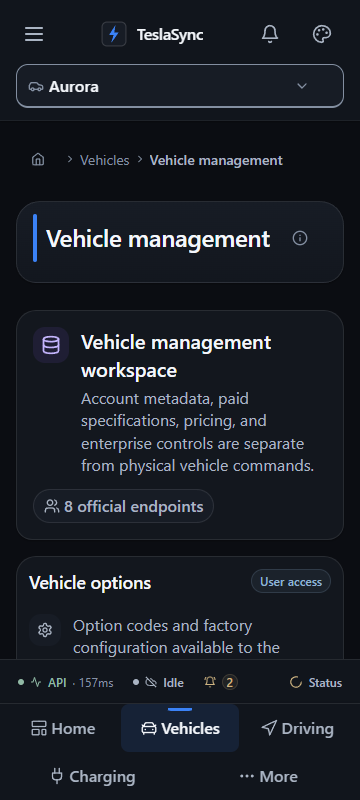 TeslaSync
Aurora
Vehicles
Vehicle management
Vehicle management
Vehicle management
workspace
Account metadata, paid
specifications, pricing, and
enterprise controls are separate
from physical vehicle commands.
8 official endpoints
Vehicle options
User access
Option codes and factory
configuration available to the
API · 157ms
Idle
2
Status
Home
Vehicles
Driving
Charging
More